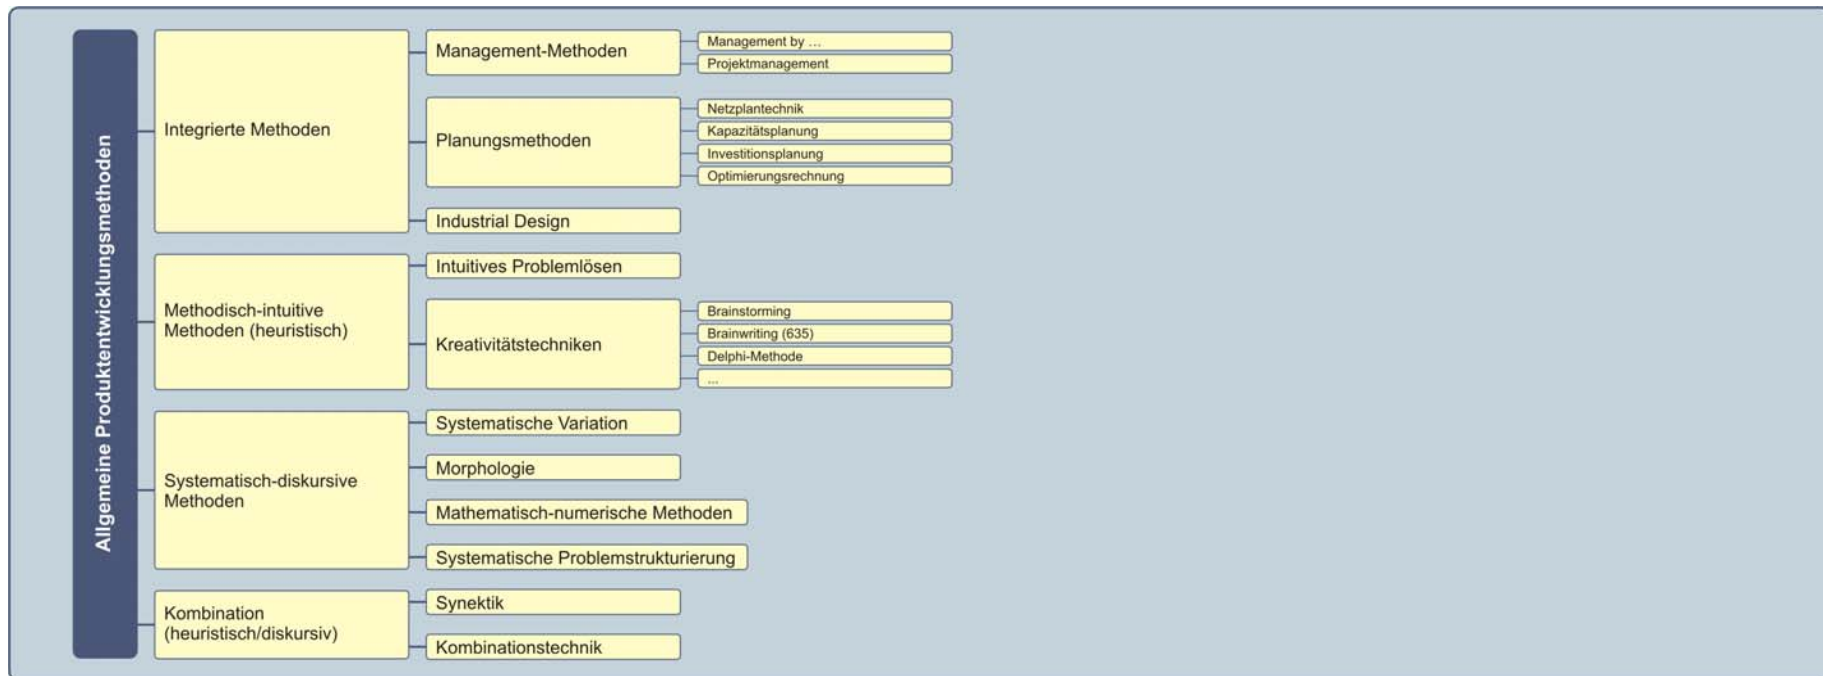 Allgemeine Produktentwicklungsmethoden
Integrierte Methoden
Management-Methoden
Management by ...
Projektmanagement
Planungsmethoden
Netzplantechnik
Kapazitätsplanung
Investitionsplanung
Optimierungsrechnung
Industrial Design
Methodisch-intuitive
Methoden (heuristisch)
Intuitives Problemlösen
Kreativitätstechniken
Brainstorming
Brainwriting (635)
Delphi-Methode
...
Systematisch-diskursive
Methoden
Systematische Variation
Morphologie
Mathematisch-numerische Methoden
Systematische Problemstrukturierung
Kombination
(heuristisch/diskursiv)
Synektik
Kombinationstechnik